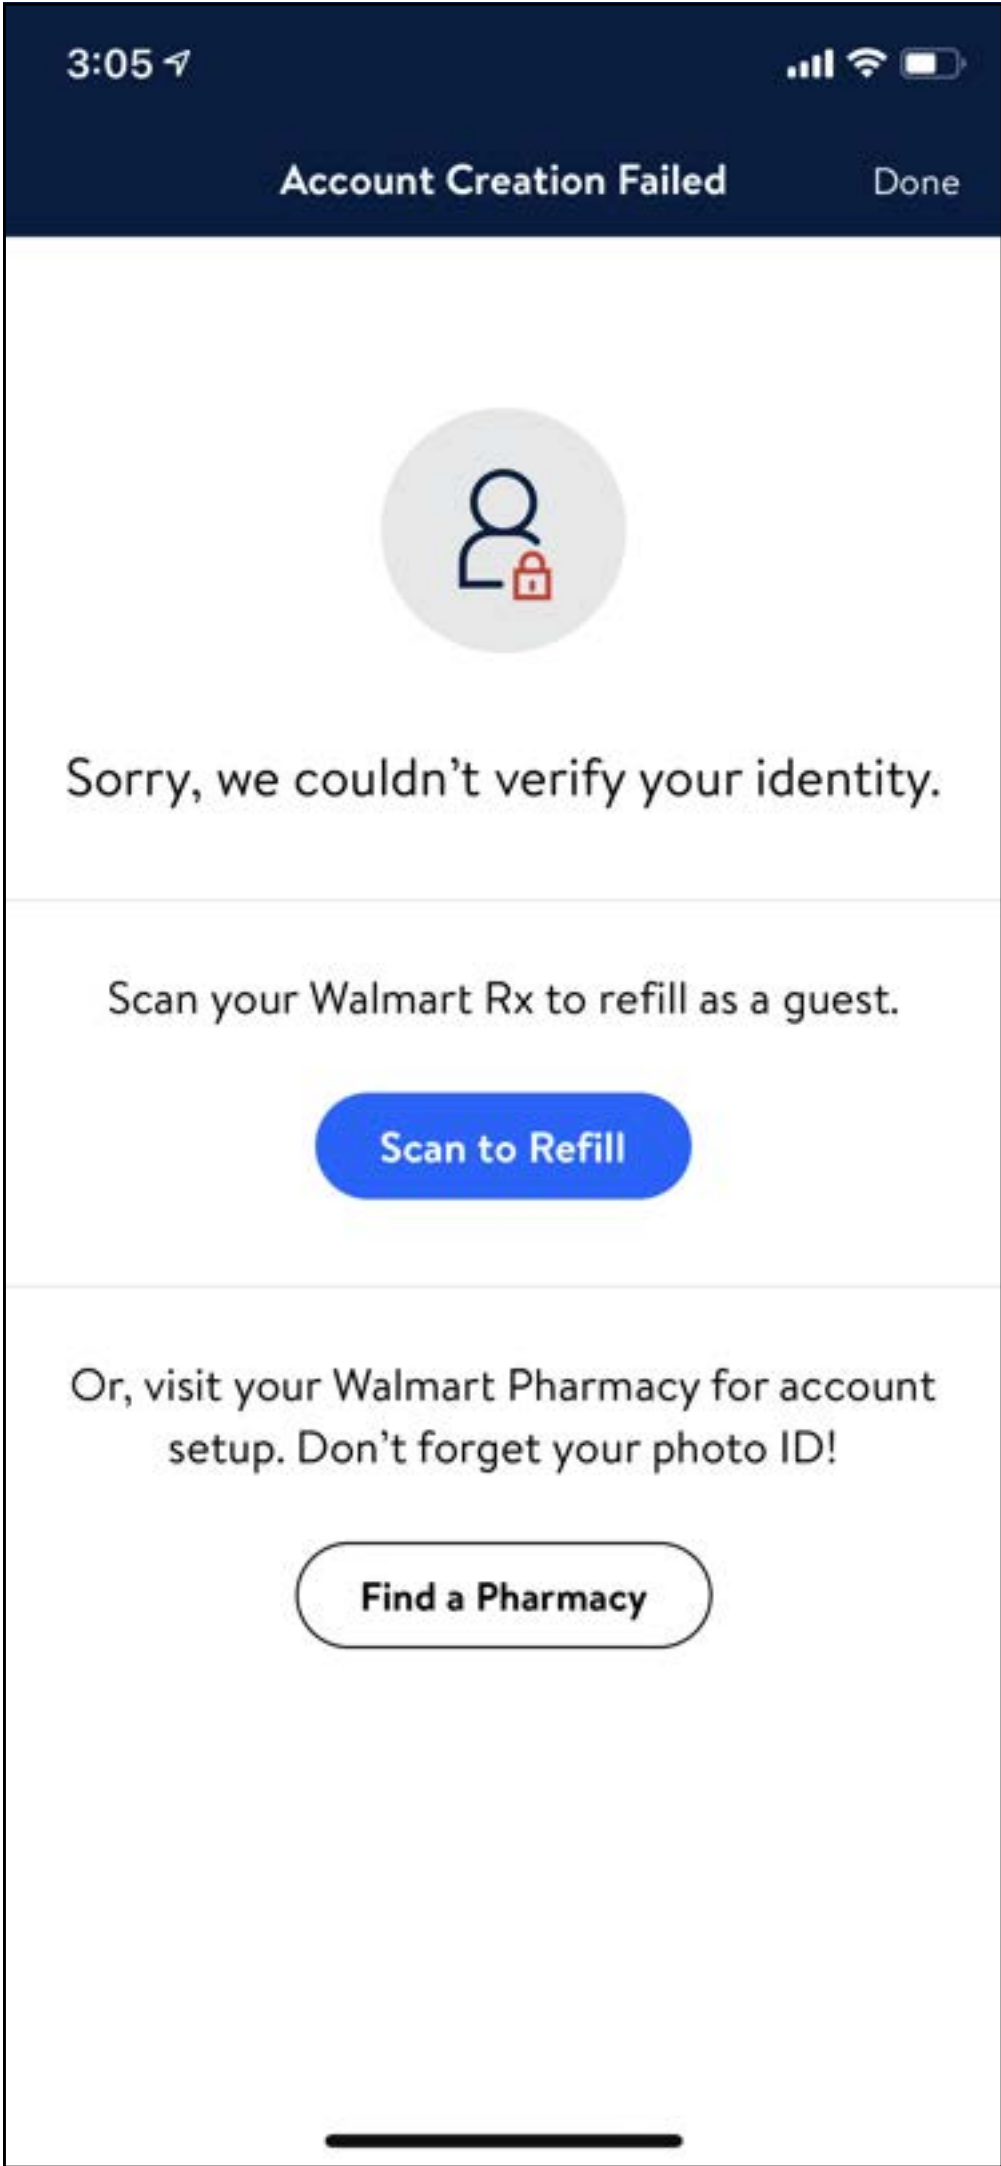 3:05
Account Creation Failed
Done
Sorry, we couldn't verify your identity.
Scan your Walmart Rx to refill as a guest.
Scan to Refill
Or, visit your Walmart Pharmacy for account
setup. Don't forget your photo ID!
Find a Pharmacy